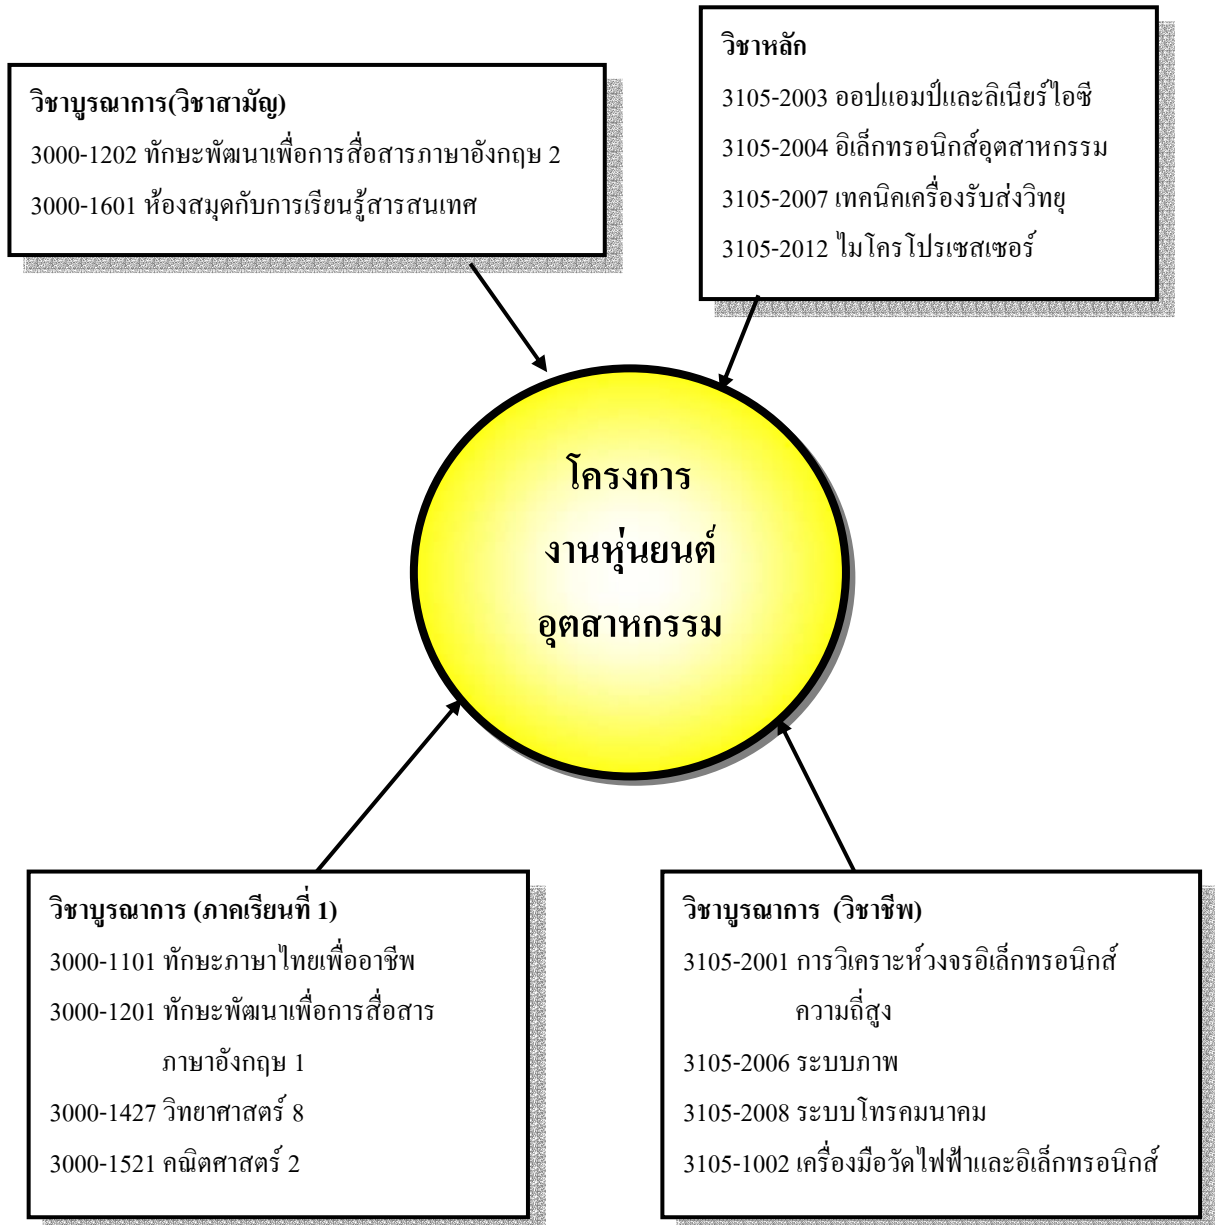 วิชาบูรณาการ(วิชาสามัญ)
3000-1202 ทักษะพัฒนาเพื่อการสื่อสารภาษาอังกฤษ 2
3000-1601 ห้องสมุดกับการเรียนรู้สารสนเทศ
วิชาหลัก
3105-2003 ออปแอมป์และลิเนียร์ไอซี
3105-2004 อิเล็กทรอนิกส์อุตสาหกรรม
3105-2007 เทคนิคเครื่องรับส่งวิทยุ
3105-2012 ไมโครโปรเซสเซอร์
โครงการ
งานหุ่นยนต์
อุตสาหกรรม
วิชาบูรณาการ (ภาคเรียนที่ 1)
3000-1101 ทักษะภาษาไทยเพื่ออาชีพ
3000-1201 ทักษะพัฒนาเพื่อการสื่อสาร
ภาษาอังกฤษ 1
3000-1427 วิทยาศาสตร์ 8
3000-1521 คณิตศาสตร์ 2
วิชาบูรณาการ (วิชาชีพ)
3105-2001 การวิเคราะห์วงจรอิเล็กทรอนิกส์
ความถี่สูง
3105-2006 ระบบภาพ
3105-2008 ระบบโทรคมนาคม
3105-1002 เครื่องมือวัดไฟฟ้าและอิเล็กทรอนิกส์